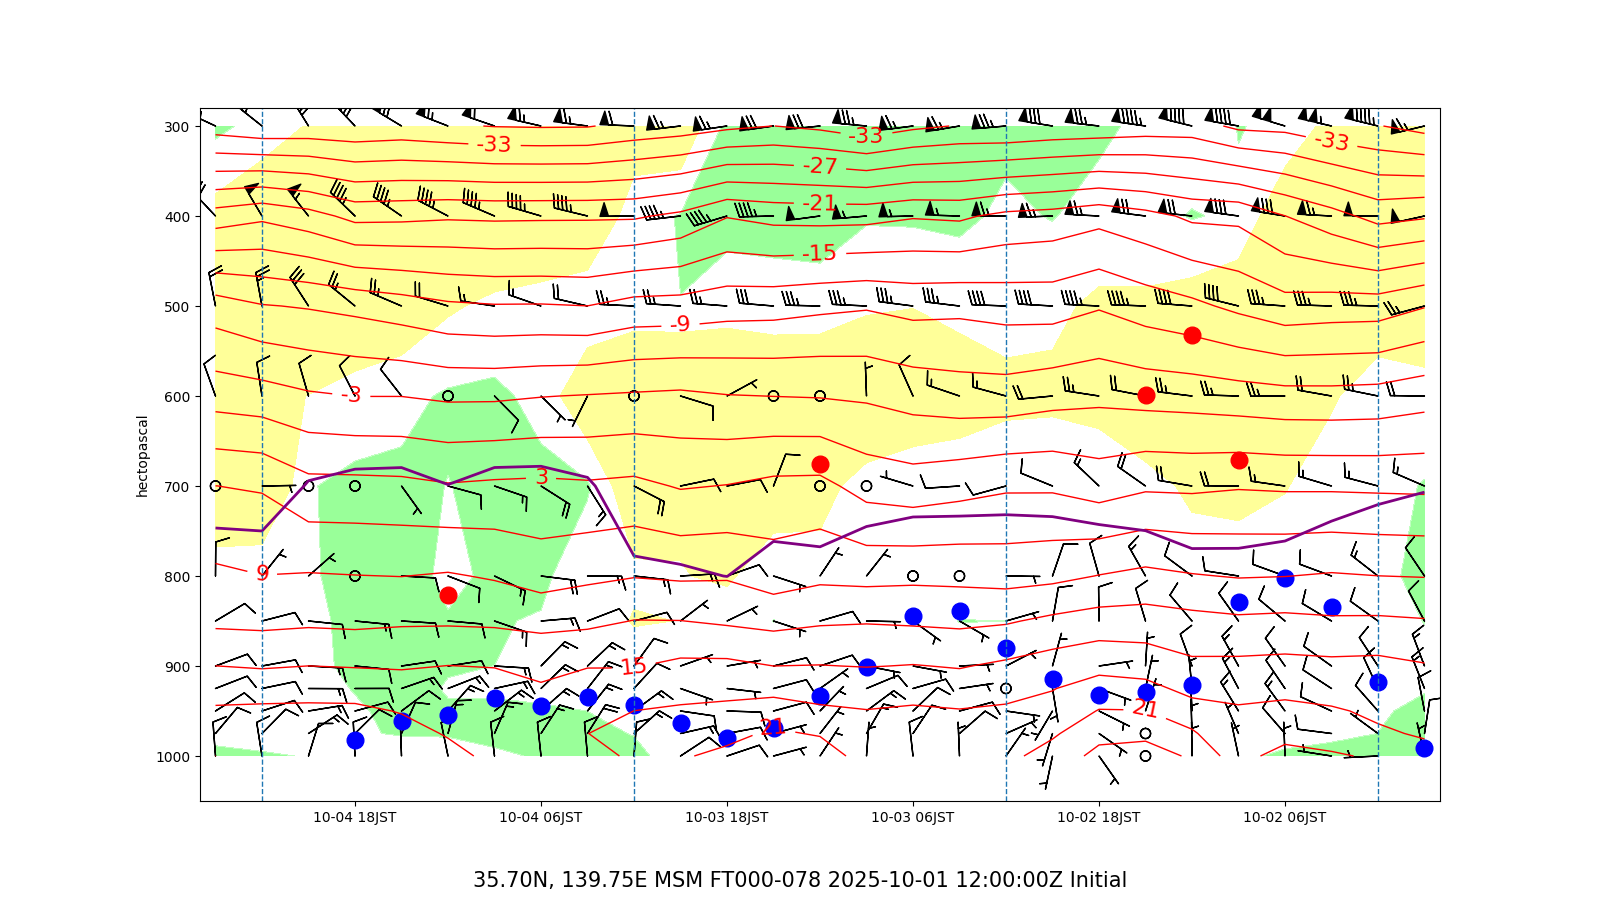 300
400
500
600
700
800
900
1000
hectopascal
-33
-33
-33
-27
-21
-15
-9
-3
3
9
15
21
21
10-04 18JST
10-04 06JST
10-03 18JST
10-03 06JST
10-02 18JST
10-02 06JST
35.70N, 139.75E MSM FT000-078 2025-10-01 12:00:00Z Initial